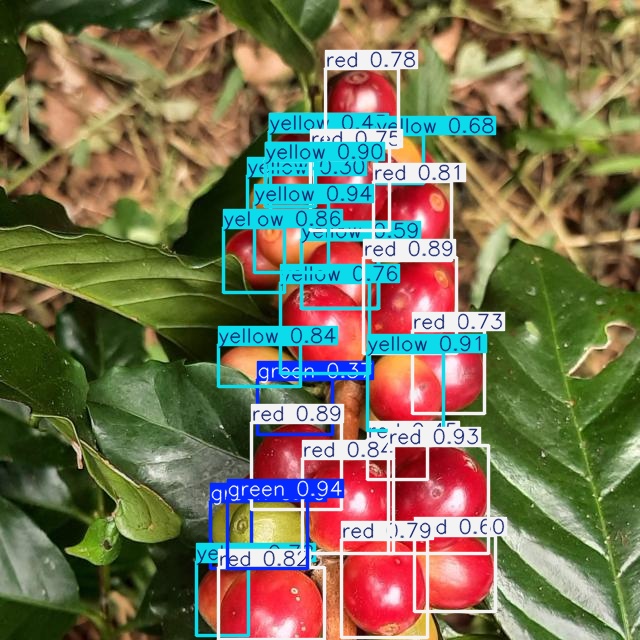 red 0.78
yellow 0.4
yellow 0.68
red 0.75
yellow 0.90
yellow 0.30
red 0.81
yellow 0.94
yellow 0.86
yellow 0.59
red 0.89
yellow 0.76
red 0.73
yellow 0.84
yellow 0.91
green 0.37
red 0.89
red 0.93
red 0.84
green 0.94
red 0.79
d 0.60
red 0.82